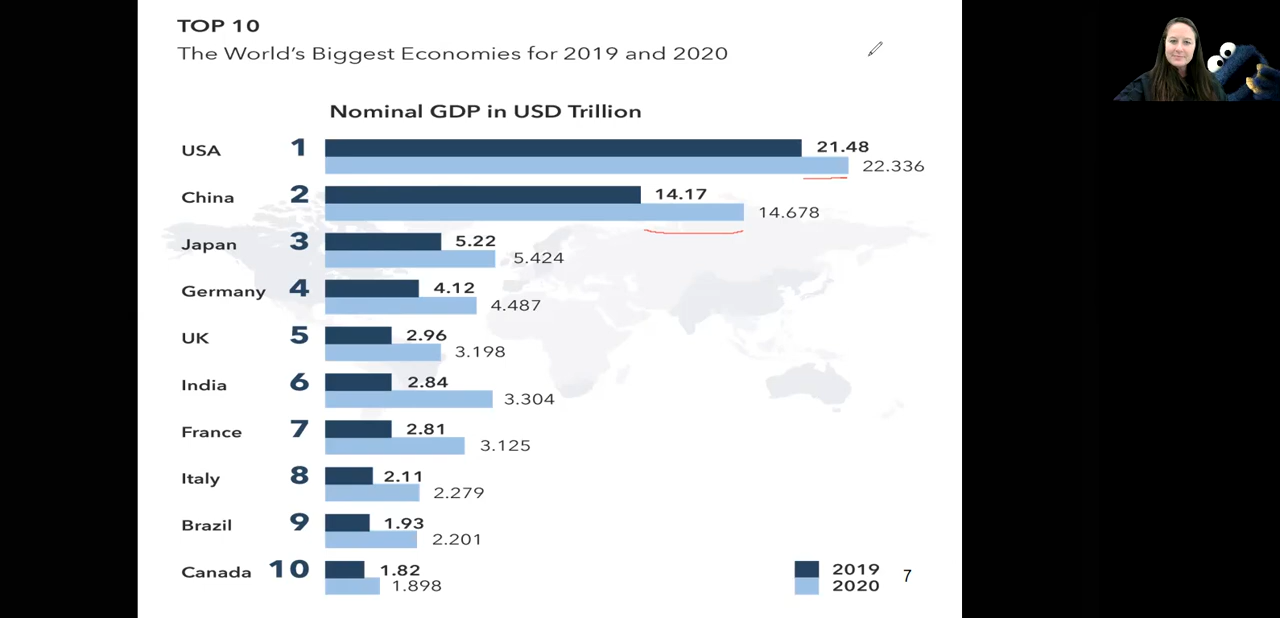 TOP 10
The World's Biggest Economies for 2019 and 2020
Nominal GDP in USD Trillion
USA 1 21.48
22.336
China 2 14.17
14.678
Japan 3 5.22
5.424
Germany 4 4.12
4.487
UK 5 2.96
3.198
India 6 2.84
3.304
France 7 2.81
3.125
Italy 8 2.11
2.279
Brazil 9 1.93
2.201
Canada 10 1.82
1.898
2019
2020
7